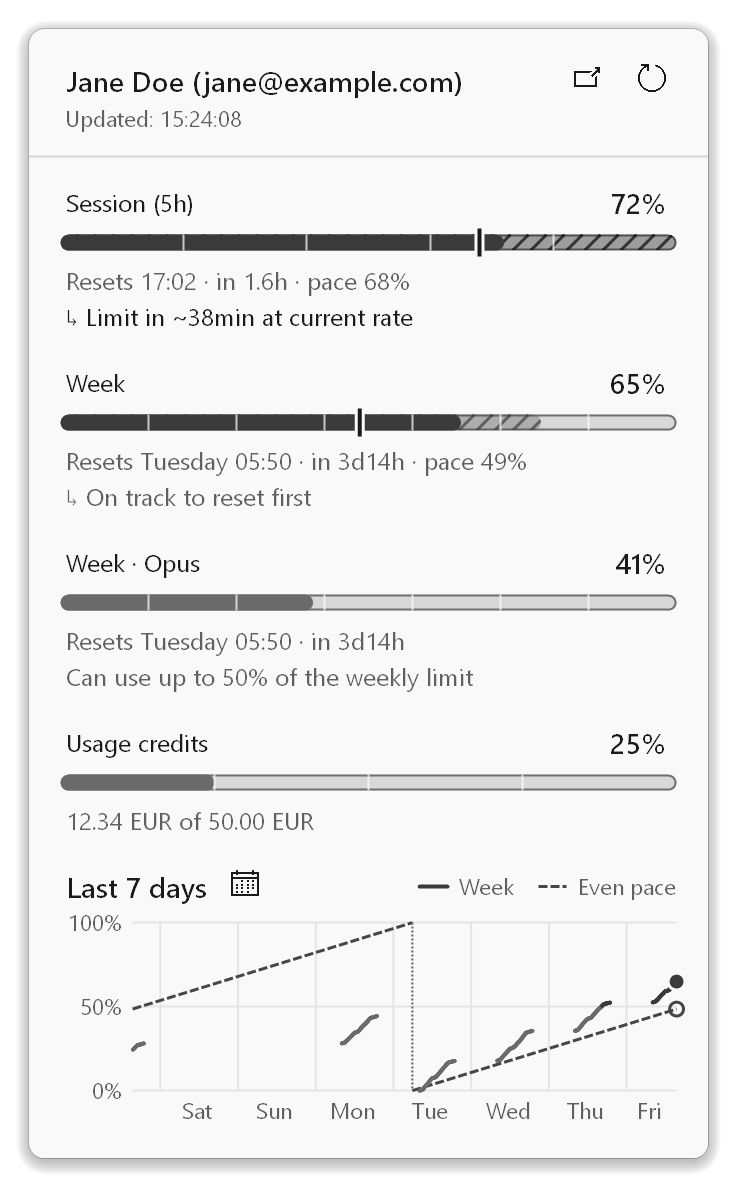 Jane Doe (jane@example.com)
Updated: 15:24:08
Session (5h) 72%
Resets 17:02 · in 1.6h · pace 68%
↳ Limit in ~38min at current rate
Week 65%
Resets Tuesday 05:50 · in 3d14h · pace 49%
↳ On track to reset first
Week · Opus 41%
Resets Tuesday 05:50 · in 3d14h
Can use up to 50% of the weekly limit
Usage credits 25%
12.34 EUR of 50.00 EUR
Last 7 days Week Even pace
100%
50%
0%
Sat Sun Mon Tue Wed Thu Fri